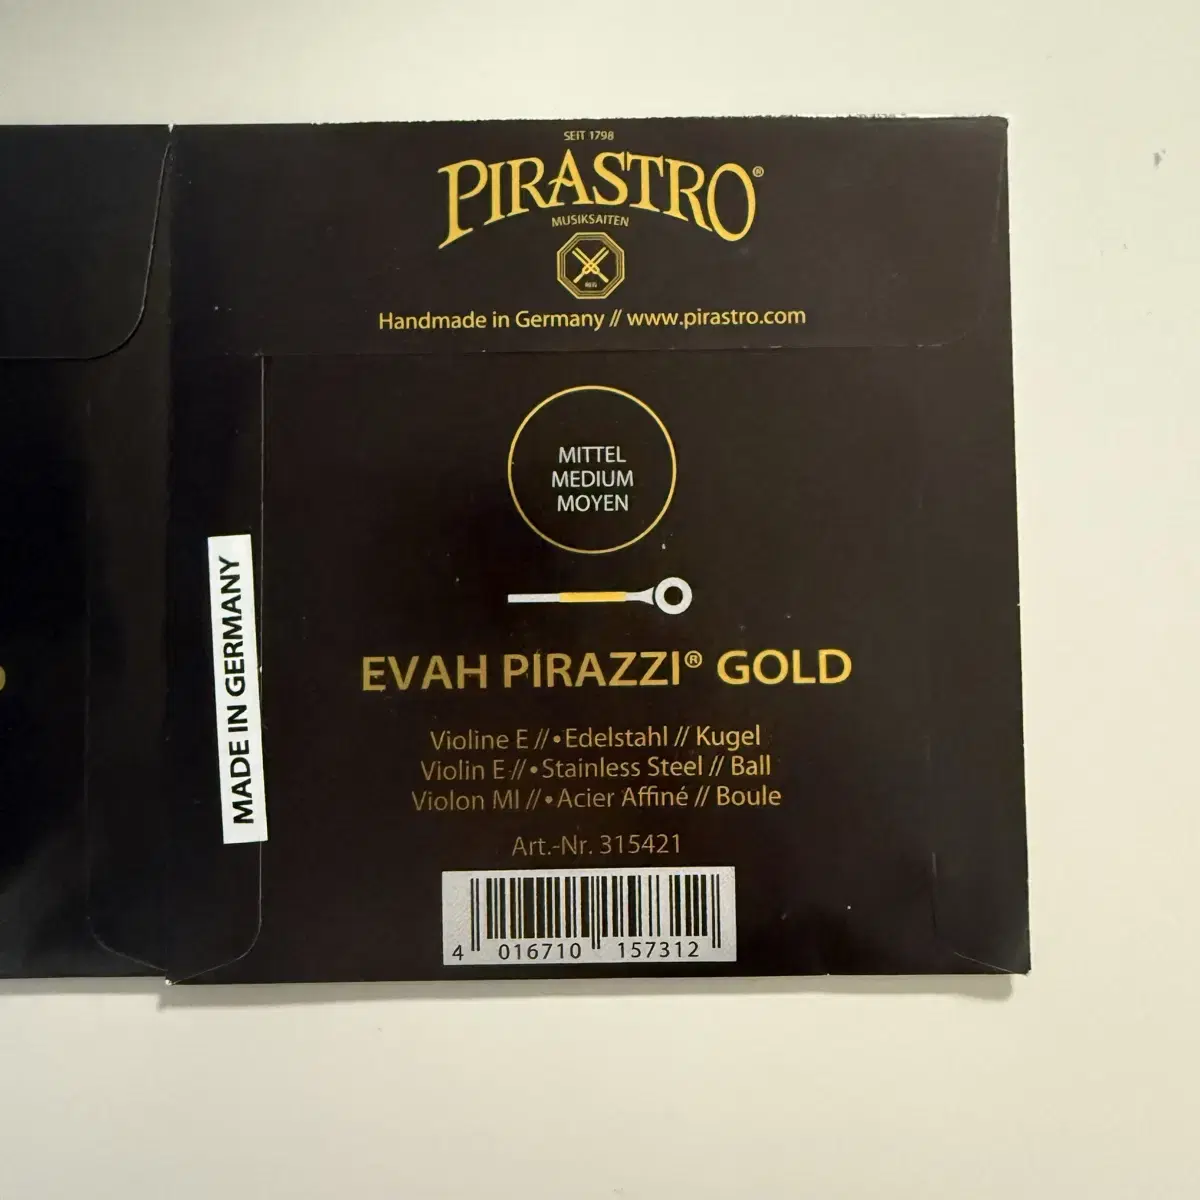 SEIT 1798
PIRASTRO®
MUSIKSAITEN
Handmade in Germany // www.pirastro.com
MITTEL
MEDIUM
MOYEN
EVAH PIRAZZI® GOLD
Violine E // • Edelstahl // Kugel
Violin E // • Stainless Steel // Ball
Violon MI // • Acier Affiné // Boule
Art.-Nr. 315421
4 016710 157312
MADE IN GERMANY